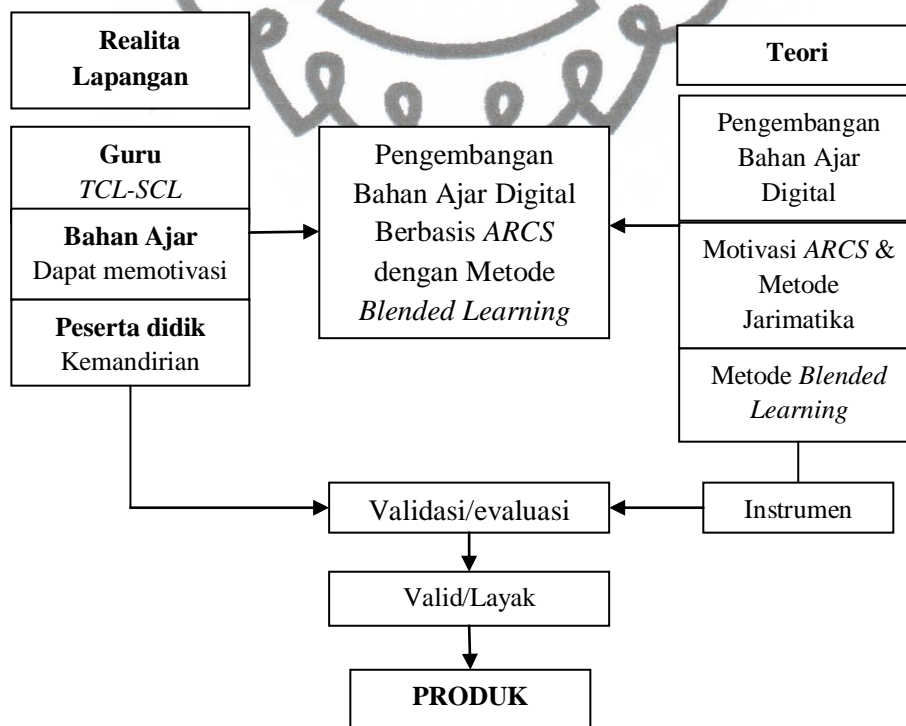 Realita
Lapangan
Guru
TCL-SCL
Bahan Ajar
Dapat memotivasi
Peserta didik
Kemandirian
Pengembangan
Bahan Ajar Digital
Berbasis ARCS
dengan Metode
Blended Learning
Teori
Pengembangan
Bahan Ajar
Digital
Motivasi ARCS &
Metode
Jarimatika
Metode Blended
Learning
Validasi/evaluasi
Instrumen
Valid/Layak
PRODUK